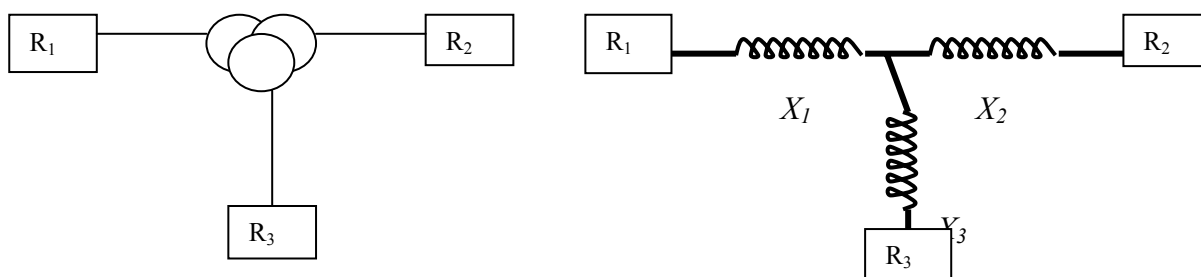 R₁
R₂
R₃
R₁
R₂
X₁
X₂
X₃
R₃